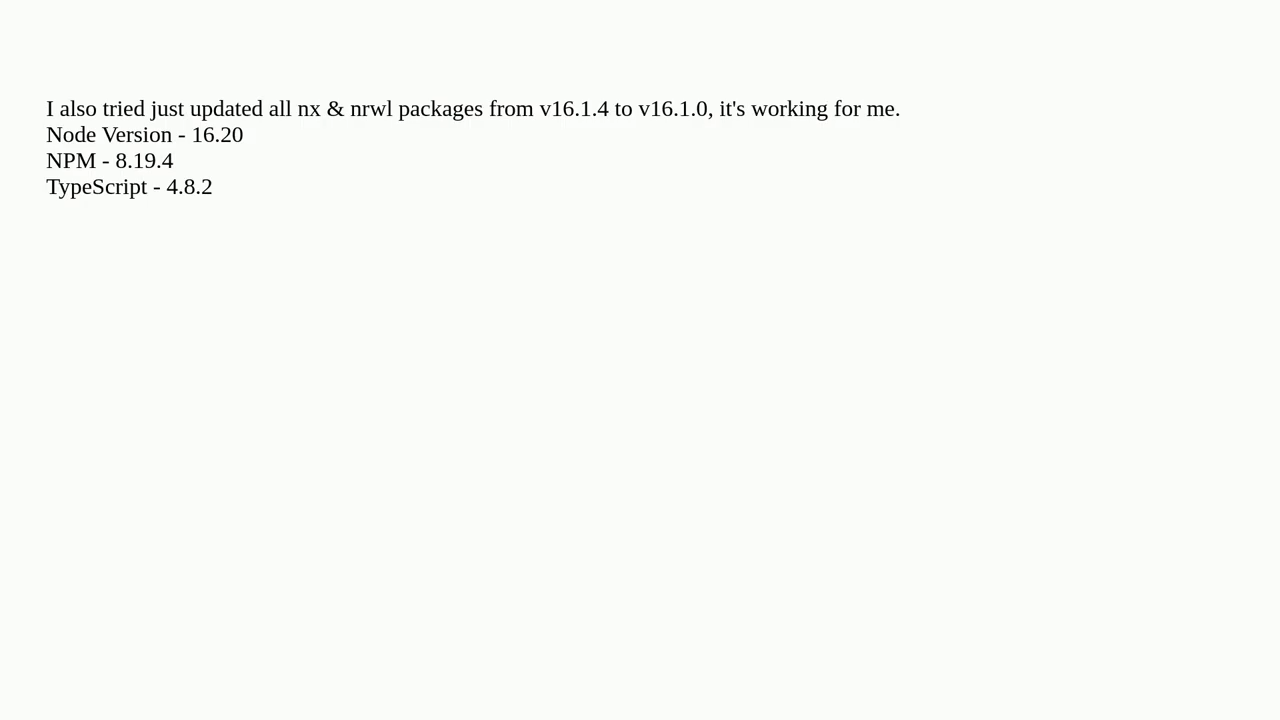 I also tried just updated all nx & nrwl packages from v16.1.4 to v16.1.0, it's working for me.
Node Version - 16.20
NPM - 8.19.4
TypeScript - 4.8.2